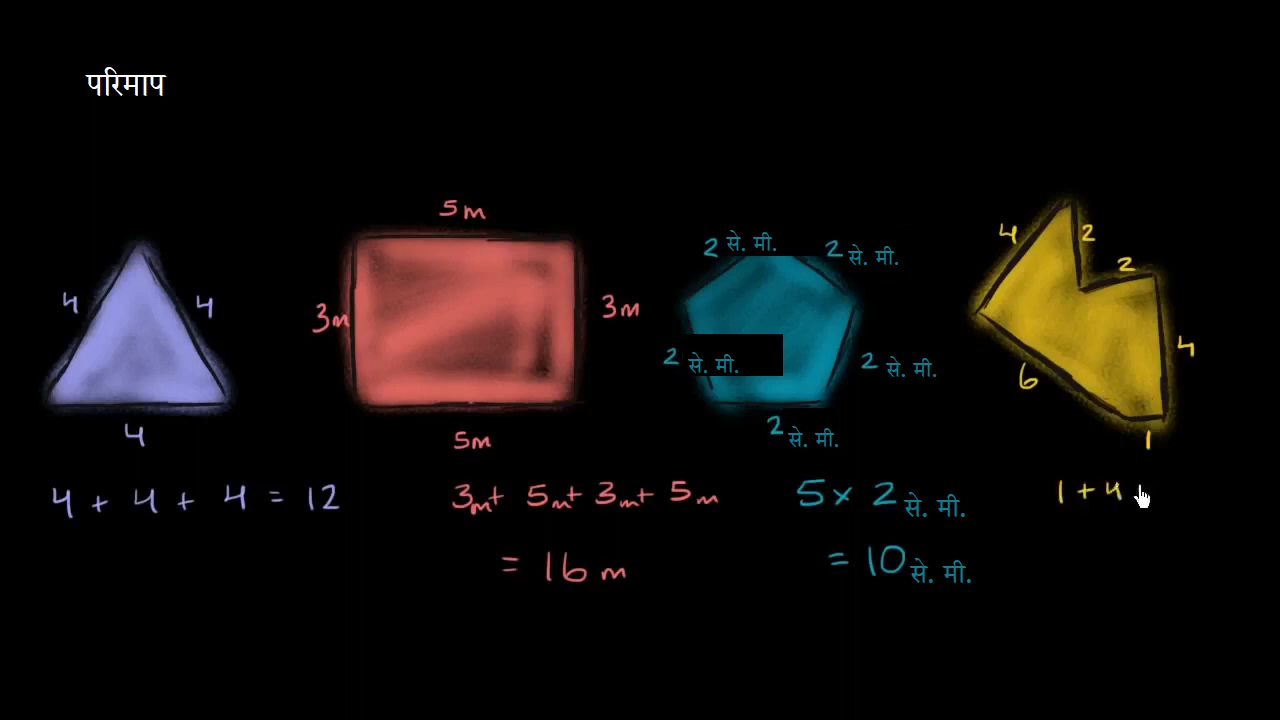 परिमाप
5m
4
4
3m
3m
4
5m
2 से. मी.
2 से. मी.
2 से. मी.
2 से. मी.
2 से. मी.
4
2
2
4
6
1
4 + 4 + 4 = 12
3m+ 5m+ 3m+ 5m
= 16 m
5 × 2 से. मी.
= 10 से. मी.
1 + 4